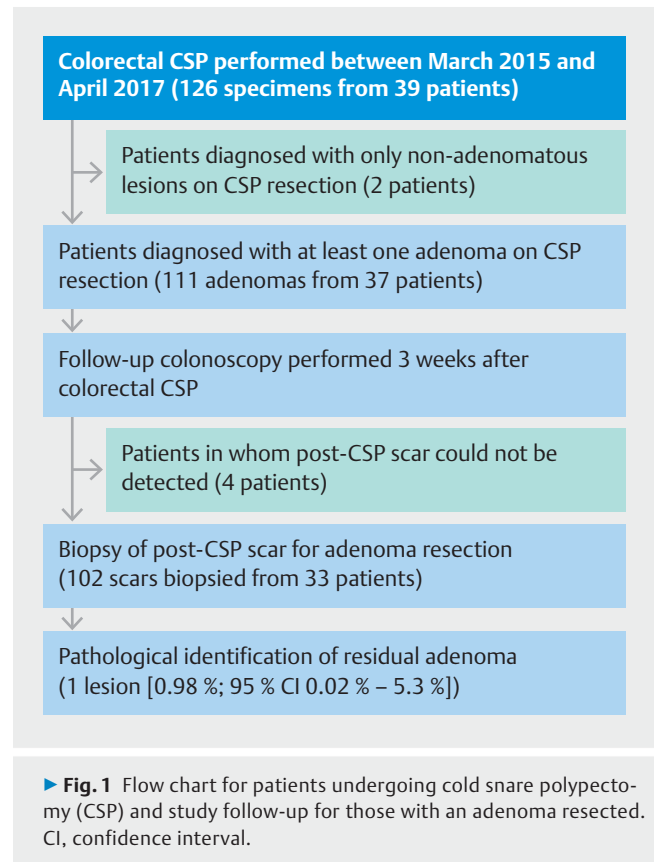 Colorectal CSP performed between March 2015 and
April 2017 (126 specimens from 39 patients)
Patients diagnosed with only non-adenomatous
lesions on CSP resection (2 patients)
Patients diagnosed with at least one adenoma on CSP
resection (111 adenomas from 37 patients)
Follow-up colonoscopy performed 3 weeks after
colorectal CSP
Patients in whom post-CSP scar could not be
detected (4 patients)
Biopsy of post-CSP scar for adenoma resection
(102 scars biopsied from 33 patients)
Pathological identification of residual adenoma
(1 lesion [0.98 %; 95 % CI 0.02 % – 5.3 %])
▶ Fig. 1 Flow chart for patients undergoing cold snare polypecto-
my (CSP) and study follow-up for those with an adenoma resected.
CI, confidence interval.